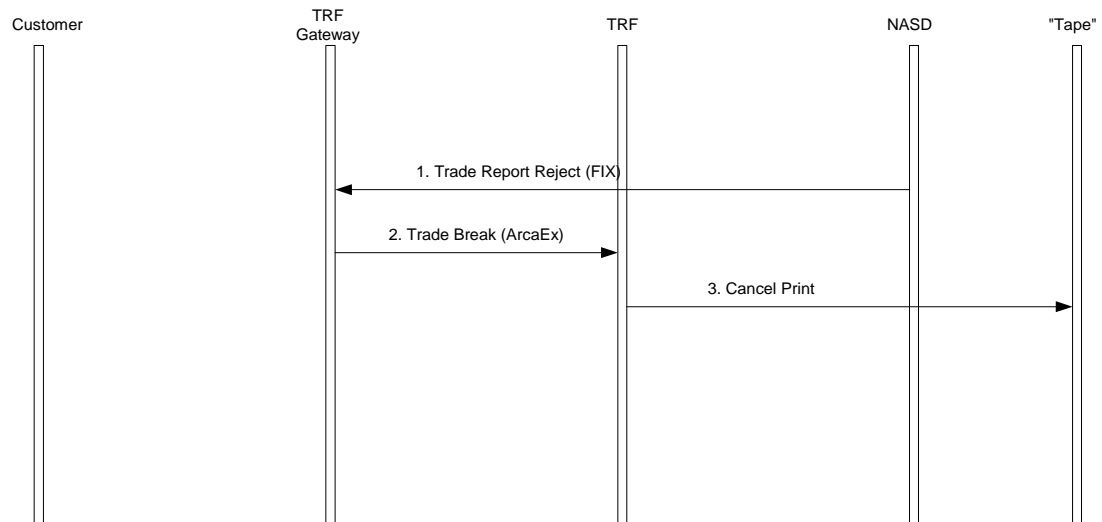 Customer
TRF
Gateway
TRF
NASD
"Tape"
1. Trade Report Reject (FIX)
2. Trade Break (ArcaEx)
3. Cancel Print